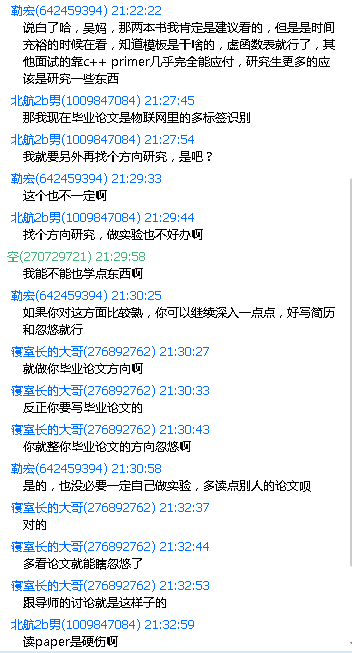 勒宏(642459394) 21:22:22
说白了哈，吴妈，那两本书我肯定是建议看的，但是是时间
充裕的时候在看，知道模板是干啥的，虚函数表就行了，其
他面试的靠c++ primer几乎完全能应付，研究生更多的应
该是研究一些东西
北航2b男(1009847084) 21:27:45
那我现在毕业论文是物联网里的多标签识别
北航2b男(1009847084) 21:27:54
我就要另外再找个方向研究，是吧？
勒宏(642459394) 21:29:33
这个也不一定啊
北航2b男(1009847084) 21:29:44
找个方向研究，做实验也不好办啊
空(270729721) 21:29:58
我能不能也学点东西啊
勒宏(642459394) 21:30:25
如果你对这方面比较熟，你可以继续深入一点点，好写简历
和忽悠就行
寝室长的大哥(276892762) 21:30:27
就做你毕业论文方向啊
寝室长的大哥(276892762) 21:30:33
反正你要写毕业论文的
寝室长的大哥(276892762) 21:30:43
你就整你毕业论文的方向忽悠啊
勒宏(642459394) 21:30:58
是的，也没必要一定自己做实验，多读点别人的论文呗
寝室长的大哥(276892762) 21:32:37
对的
寝室长的大哥(276892762) 21:32:44
多看论文就能瞎忽悠了
寝室长的大哥(276892762) 21:32:53
跟导师的讨论就是这样子的
北航2b男(1009847084) 21:32:59
读paper是硬伤啊